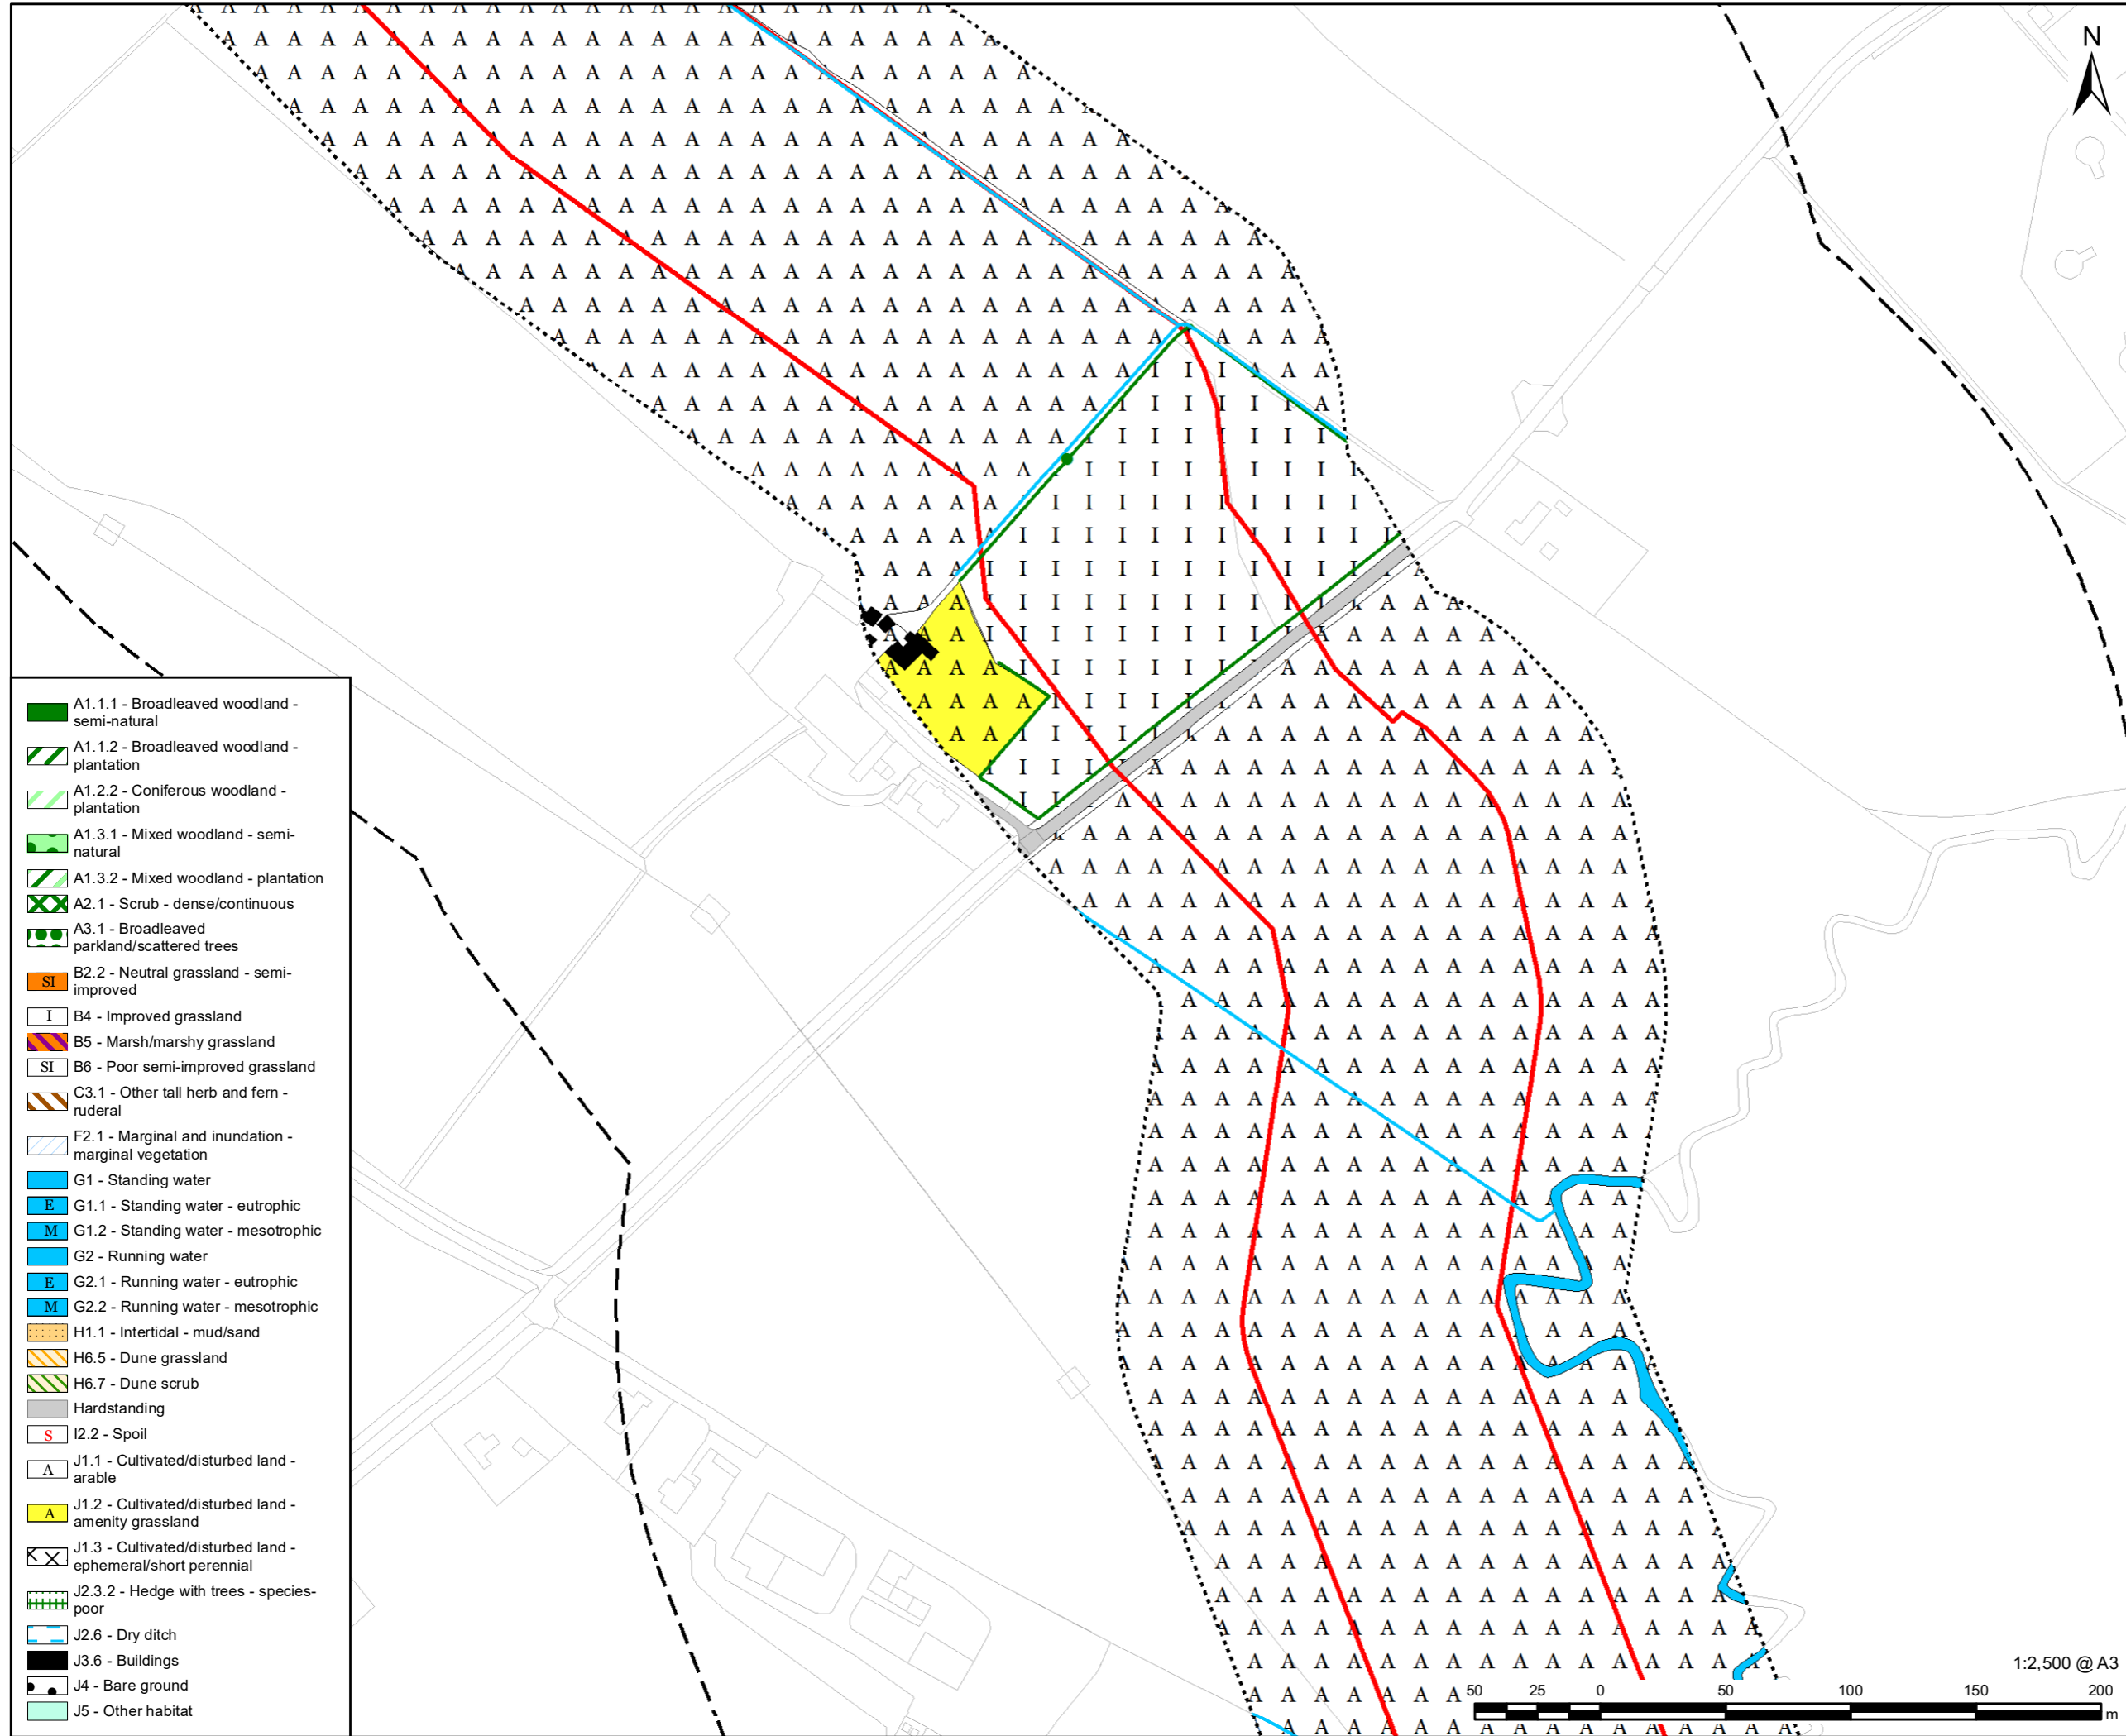 N
A1.1.1 - Broadleaved woodland -
semi-natural
A1.1.2 - Broadleaved woodland -
plantation
A1.2.2 - Coniferous woodland -
plantation
A1.3.1 - Mixed woodland - semi-
natural
A1.3.2 - Mixed woodland - plantation
A2.1 - Scrub - dense/continuous
A3.1 - Broadleaved
parkland/scattered trees
SI B2.2 - Neutral grassland - semi-
improved
I B4 - Improved grassland
B5 - Marsh/marshy grassland
SI B6 - Poor semi-improved grassland
C3.1 - Other tall herb and fern -
ruderal
F2.1 - Marginal and inundation -
marginal vegetation
G1 - Standing water
E G1.1 - Standing water - eutrophic
M G1.2 - Standing water - mesotrophic
G2 - Running water
E G2.1 - Running water - eutrophic
M G2.2 - Running water - mesotrophic
H1.1 - Intertidal - mud/sand
H6.5 - Dune grassland
H6.7 - Dune scrub
Hardstanding
S I2.2 - Spoil
A J1.1 - Cultivated/disturbed land -
arable
A J1.2 - Cultivated/disturbed land -
amenity grassland
J1.3 - Cultivated/disturbed land -
ephemeral/short perennial
J2.3.2 - Hedge with trees - species-
poor
J2.6 - Dry ditch
J3.6 - Buildings
J4 - Bare ground
J5 - Other habitat
1:2,500 @ A3
50 25 0 50 100 150 200
m